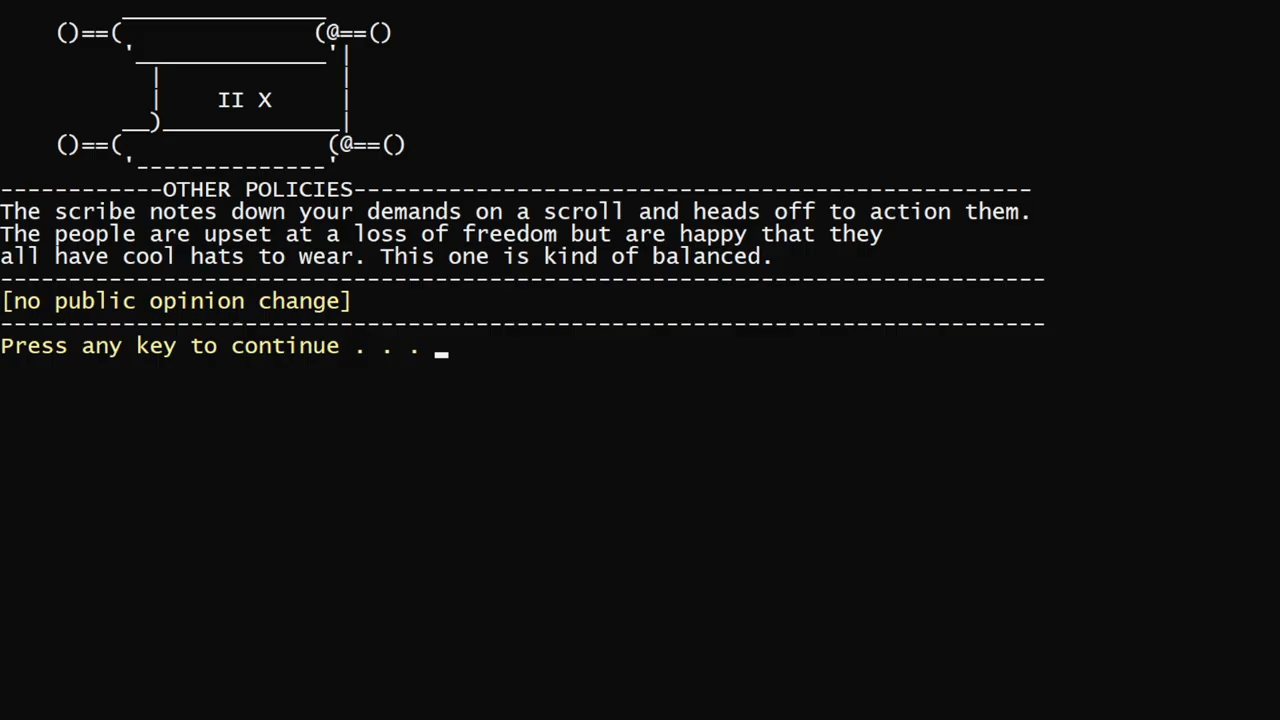 II X
------------OTHER POLICIES--------------------------------------------------
The scribe notes down your demands on a scroll and heads off to action them.
The people are upset at a loss of freedom but are happy that they
all have cool hats to wear. This one is kind of balanced.
-----------------------------------------------------------------------------
[no public opinion change]
-----------------------------------------------------------------------------
Press any key to continue . . .